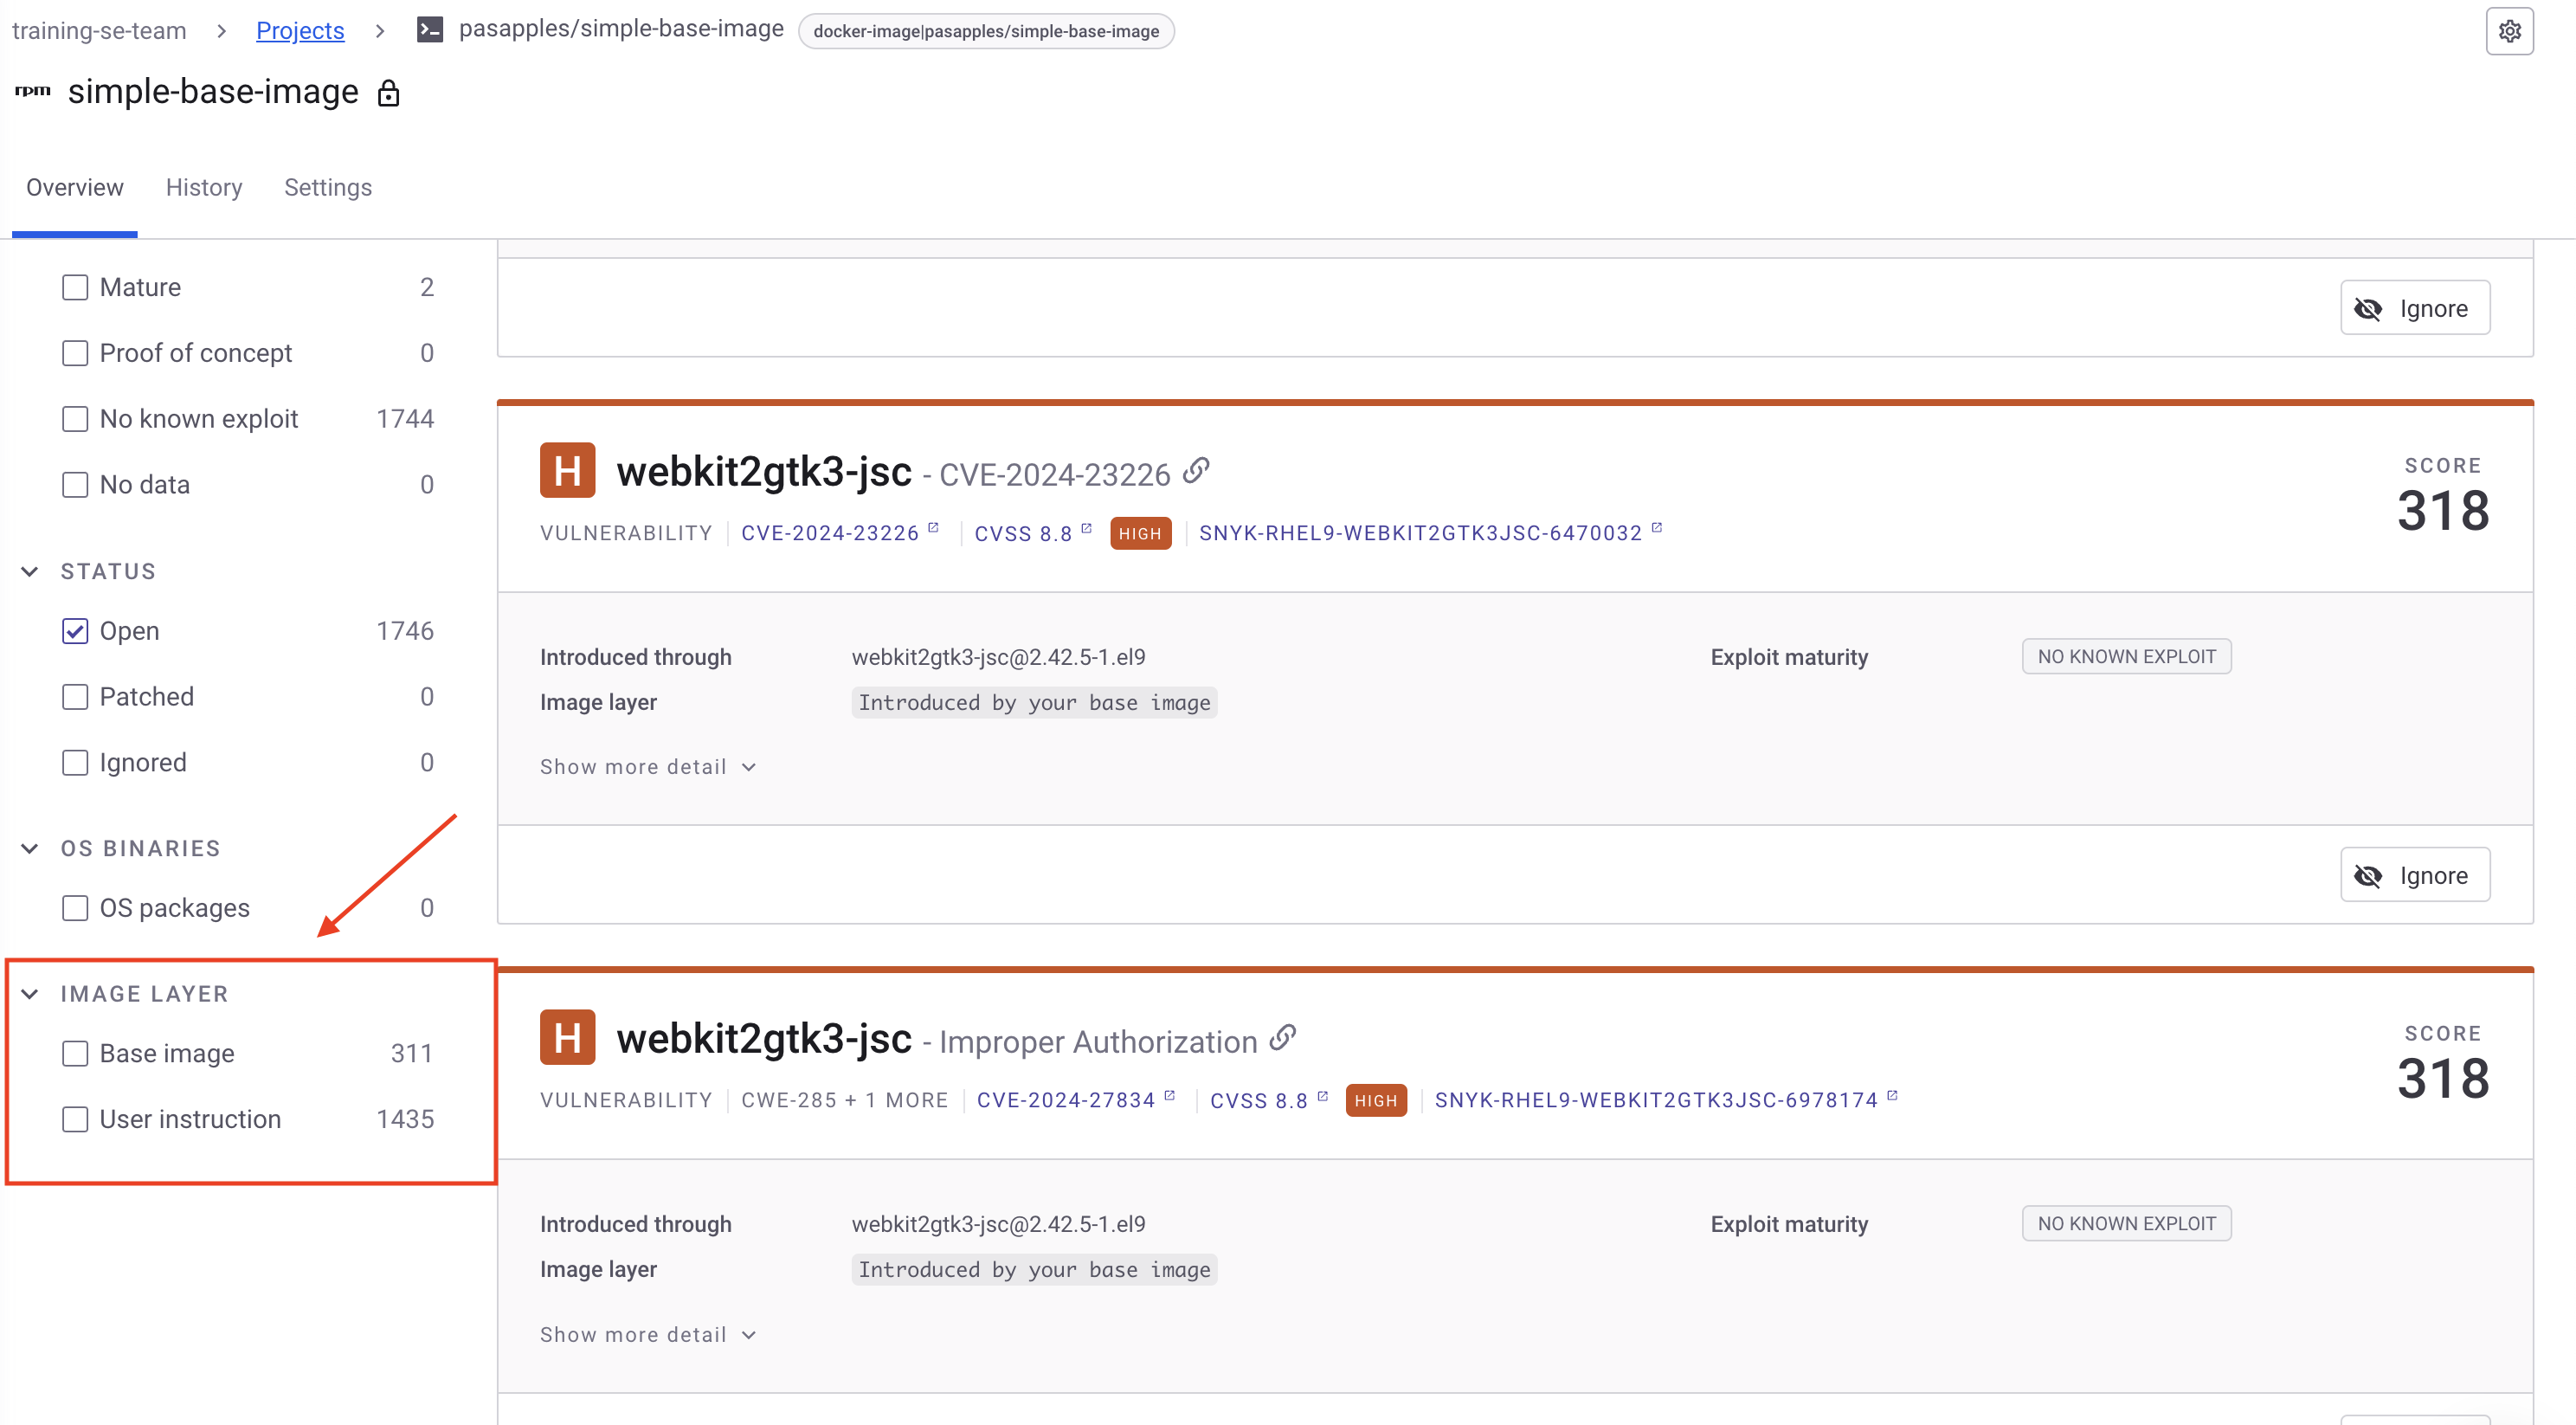 training-se-team > Projects > pasapples/simple-base-image docker-image|pasapples/simple-base-image
rpm simple-base-image
Overview History Settings
Mature 2
Proof of concept 0
No known exploit 1744
No data 0
STATUS
Open 1746
Patched 0
Ignored 0
OS BINARIES
OS packages 0
IMAGE LAYER
Base image 311
User instruction 1435
Ignore
H webkit2gtk3-jsc - CVE-2024-23226
SCORE
318
VULNERABILITY CVE-2024-23226 CVSS 8.8 HIGH SNYK-RHEL9-WEBKIT2GTK3JSC-6470032
Introduced through webkit2gtk3-jsc@2.42.5-1.el9
Exploit maturity NO KNOWN EXPLOIT
Image layer Introduced by your base image
Show more detail
Ignore
H webkit2gtk3-jsc - Improper Authorization
SCORE
318
VULNERABILITY CWE-285 + 1 MORE CVE-2024-27834 CVSS 8.8 HIGH SNYK-RHEL9-WEBKIT2GTK3JSC-6978174
Introduced through webkit2gtk3-jsc@2.42.5-1.el9
Exploit maturity NO KNOWN EXPLOIT
Image layer Introduced by your base image
Show more detail